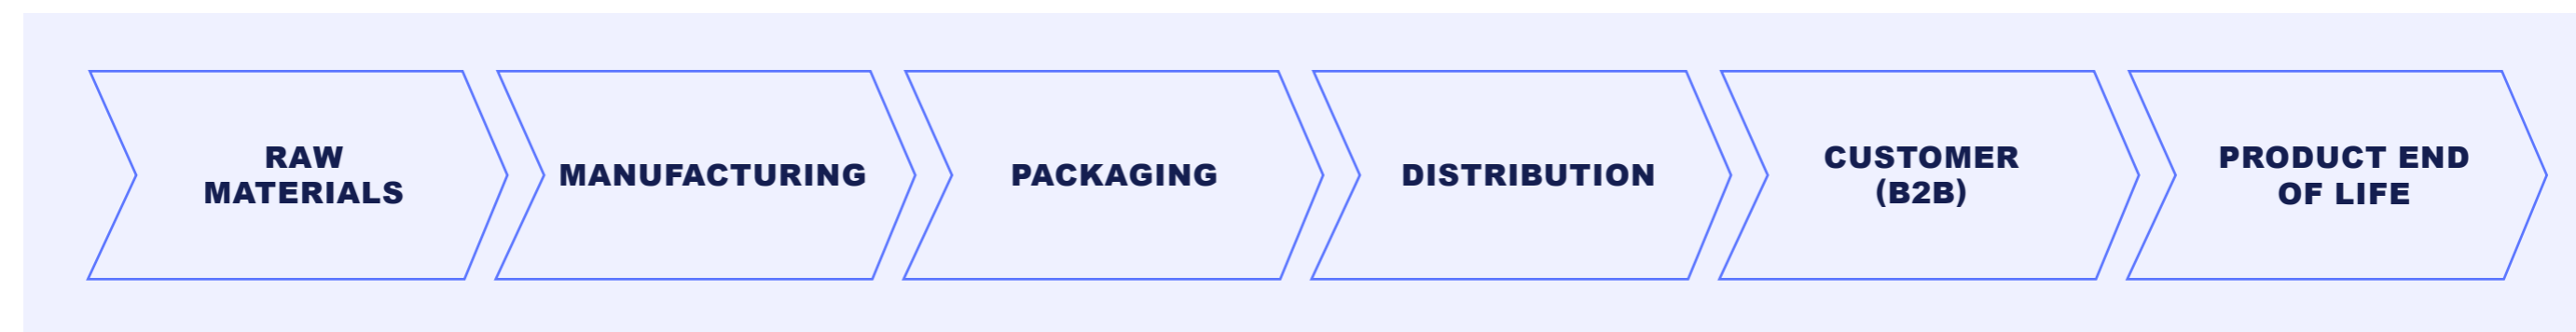 RAW
MATERIALS
MANUFACTURING
PACKAGING
DISTRIBUTION
CUSTOMER
(B2B)
PRODUCT END
OF LIFE